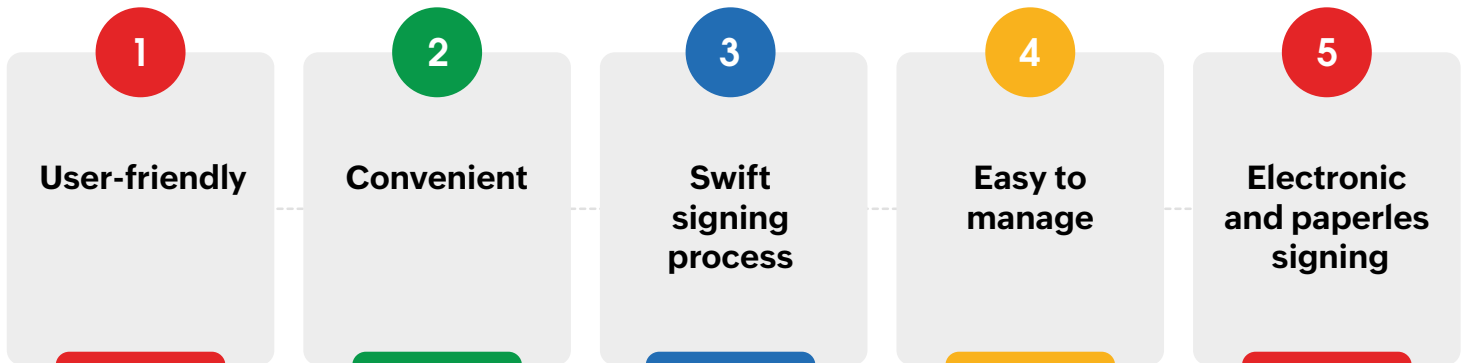 1
User-friendly
2
Convenient
3
Swift
signing
process
4
Easy to
manage
5
Electronic
and paperles
signing